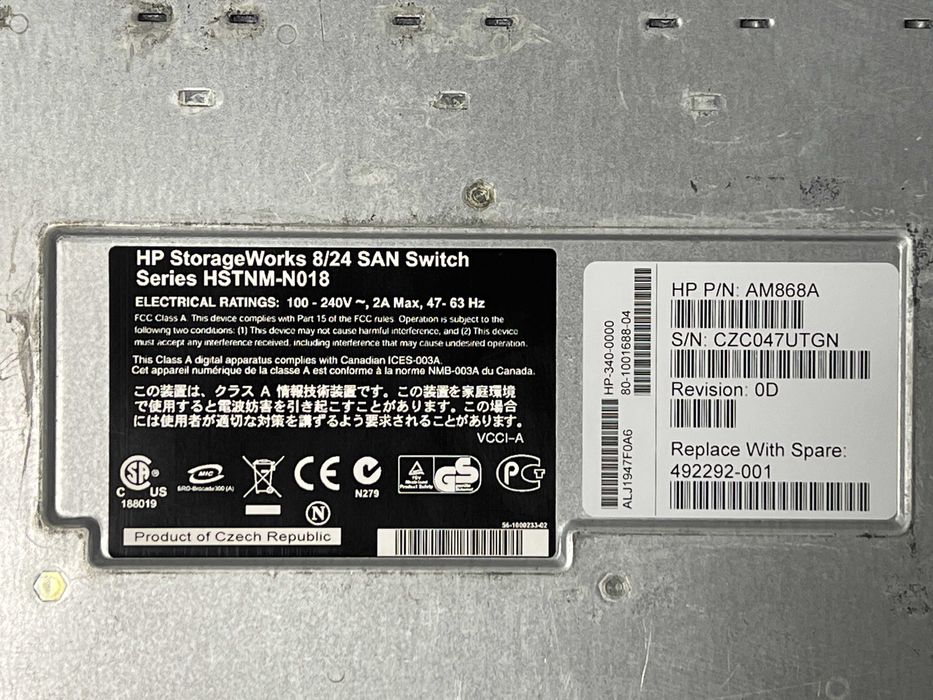 HP StorageWorks 8/24 SAN Switch
Series HSTNM-N018
ELECTRICAL RATINGS: 100 - 240V ~, 2A Max, 47- 63 Hz
FCC Class A. This device complies with Part 15 of the FCC rules. Operation is subject to the
following two conditions: (1) This device may not cause harmful interference, and (2) This device
must accept any interference received, including interference that may cause undesired operation.
This Class A digital apparatus complies with Canadian ICES-003A.
Cet appareil numérique de la classe A est conforme à la norme NMB-003A du Canada.
この装置は、クラス A 情報技術装置です。この装置を家庭環境
で使用すると電波妨害を引き起こすことがあります。この場合
には使用者が適切な対策を講ずるよう要求されることがあります。
VCCI-A
C US
188019
MIC
BRD-Brocade300 (A)
N279
TÜV
Product Safety
GS
N
Product of Czech Republic
56-1000233-02
HP-340-0000
80-1001688-04
ALJ1947F0A6
HP P/N: AM868A
S/N: CZC047UTGN
Revision: 0D
Replace With Spare:
492292-001